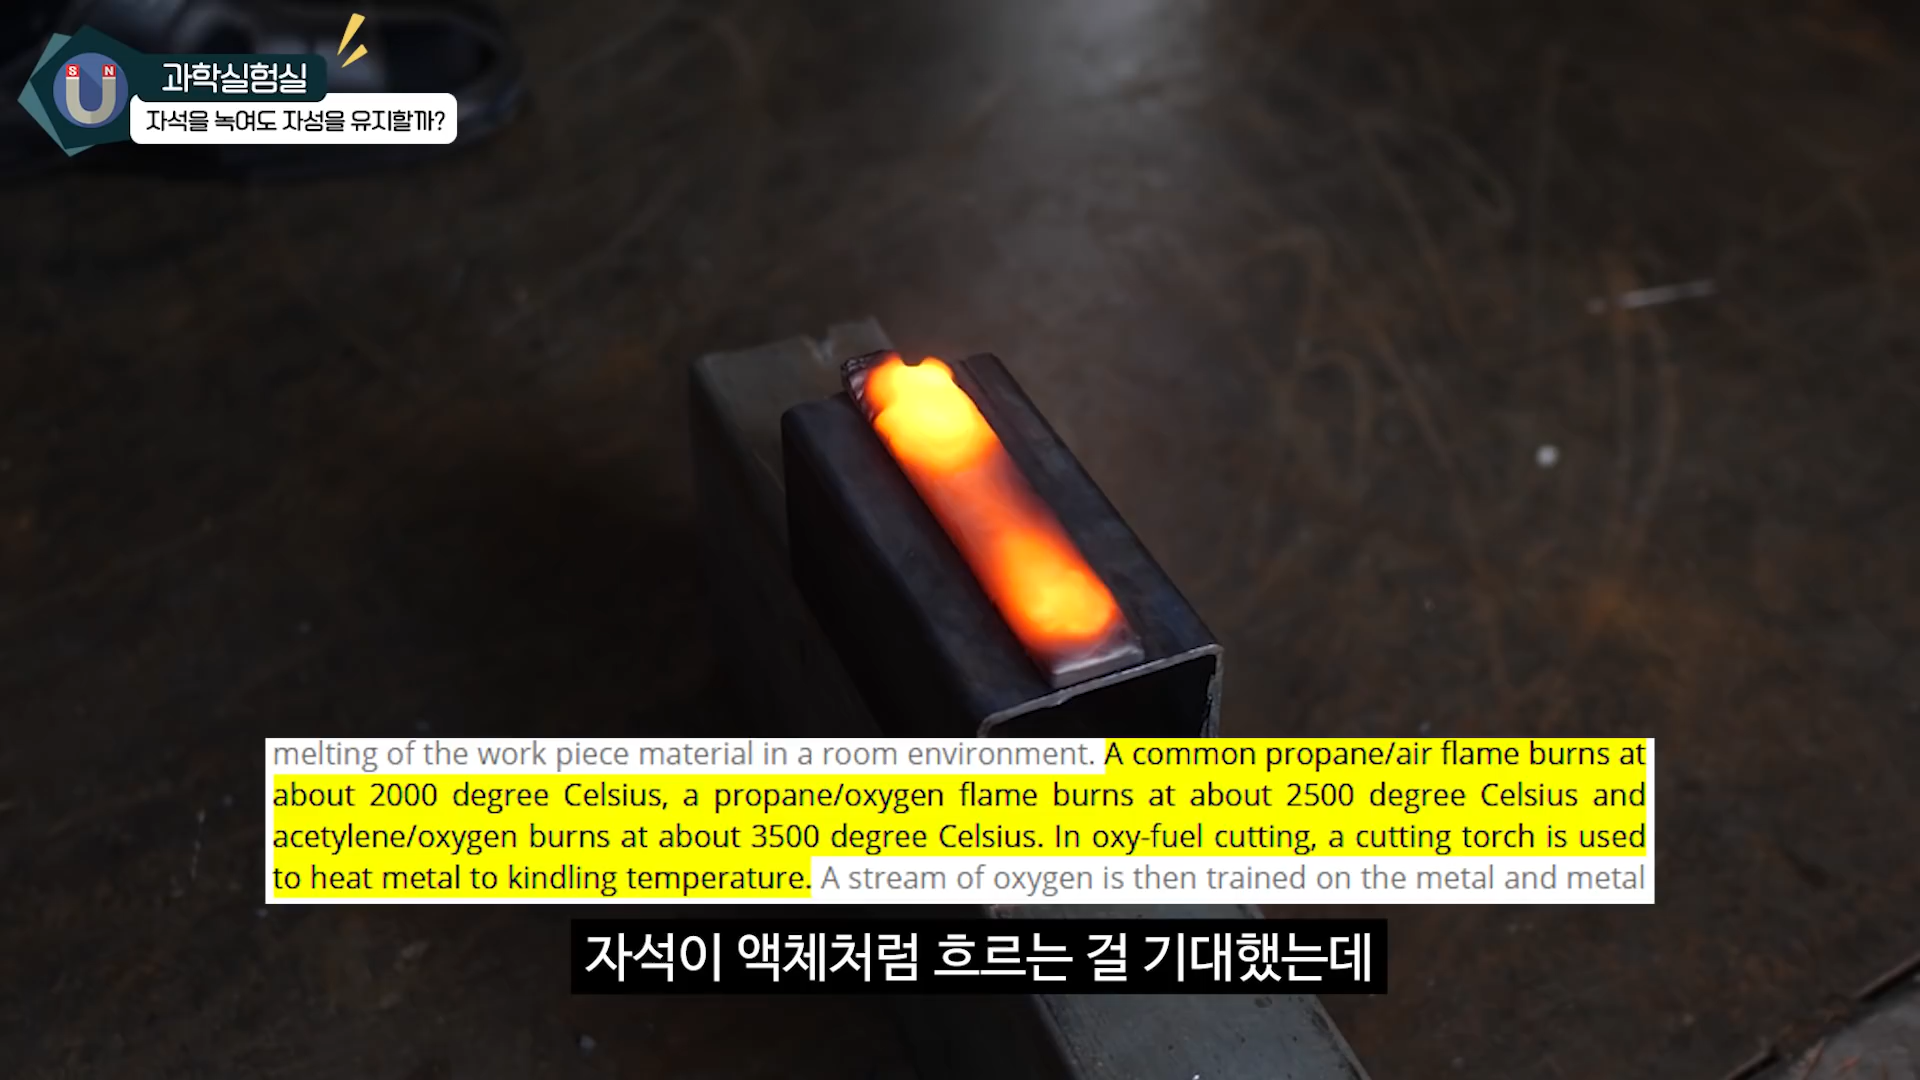 S N
과학실험실
자석을 녹여도 자성을 유지할까?
melting of the work piece material in a room environment. A common propane/air flame burns at
about 2000 degree Celsius, a propane/oxygen flame burns at about 2500 degree Celsius and
acetylene/oxygen burns at about 3500 degree Celsius. In oxy-fuel cutting, a cutting torch is used
to heat metal to kindling temperature. A stream of oxygen is then trained on the metal and metal
자석이 액체처럼 흐르는 걸 기대했는데